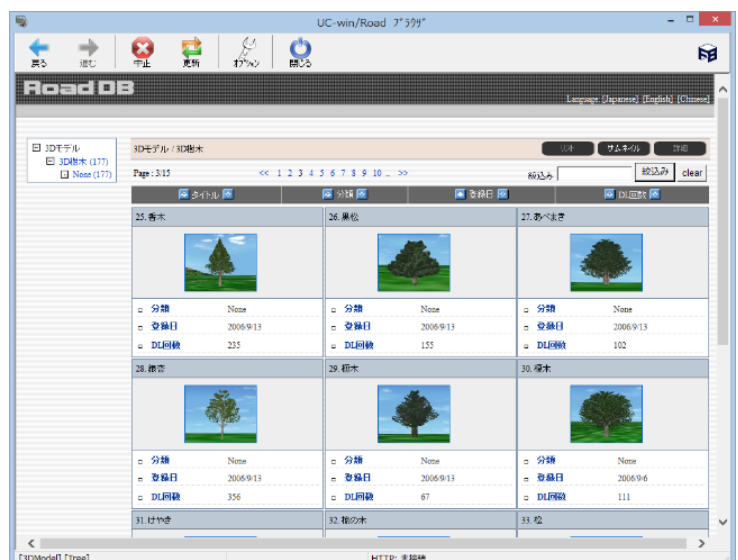 UC-win/Road ﾌﾞﾗｳｻﾞ
戻る 進む 中止 更新 ｵﾌﾟｼｮﾝ 閉じる
Road DB
Language: [Japanese] [English] [Chinese]
3Dモデル
3D樹木 (177)
None (177)
3Dモデル / 3D樹木
リスト サムネイル 詳細
Page : 3/15 << 1 2 3 4 5 6 7 8 9 10 ... >> 絞込み 絞込み clear
タイトル 分類 登録日 DL回数
25. 香木 26. 黒松 27. あべまき
分類 None 分類 None 分類 None
登録日 2006/9/13 登録日 2006/9/13 登録日 2006/9/13
DL回数 235 DL回数 155 DL回数 102
28. 銀杏 29. 栂木 30. 榎木
分類 None 分類 None 分類 None
登録日 2006/9/13 登録日 2006/9/13 登録日 2006/9/6
DL回数 356 DL回数 67 DL回数 111
31. けやき 32. 椎の木 33.
[3DModel] [Tree] HTTP: 未接続